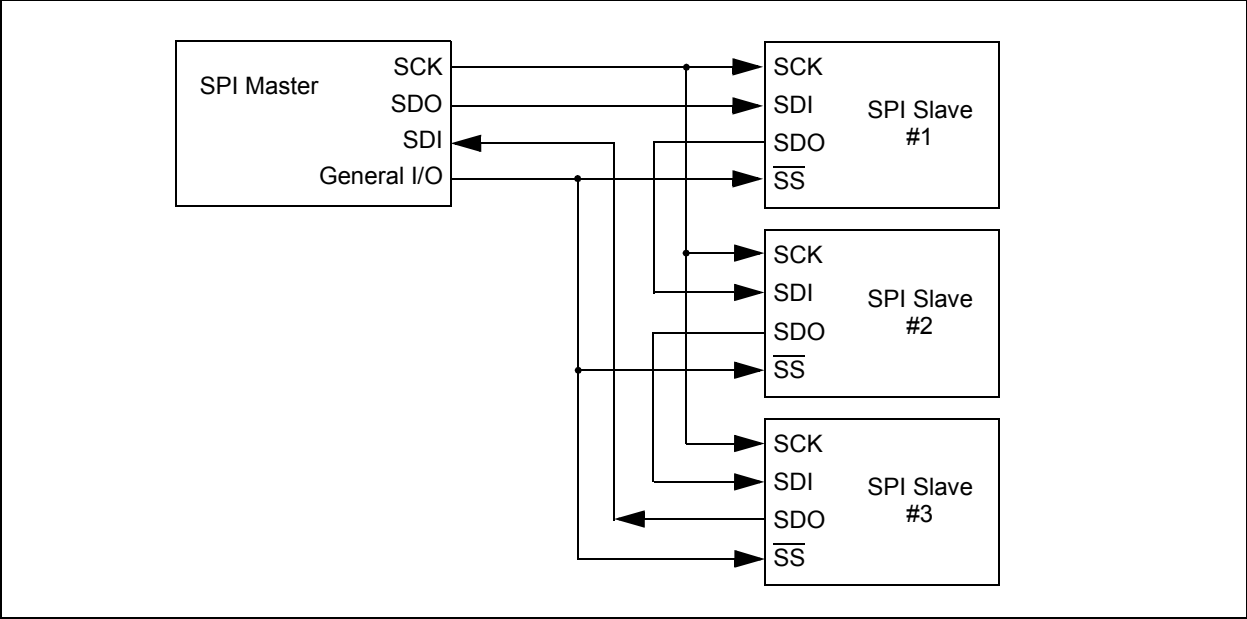 SPI Master
SCK
SDO
SDI
General I/O
SCK
SDI
SDO
SS
SPI Slave
#1
SCK
SDI
SDO
SS
SPI Slave
#2
SCK
SDI
SDO
SS
SPI Slave
#3